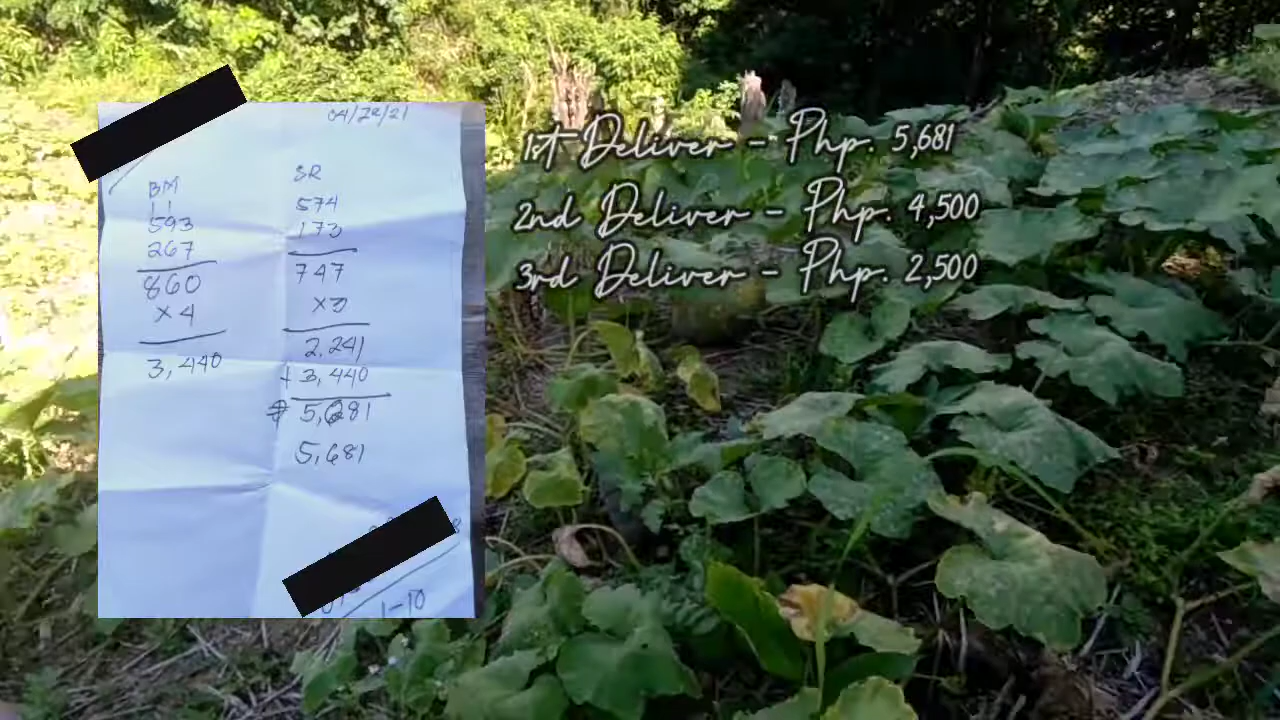 04/22/21
BM
593
267
860
x4
3,440
SR
574
173
747
x3
2,241
+ 3,440
5,681
5,681
1-10
1st Deliver - Php. 5,681
2nd Deliver - Php. 4,500
3rd Deliver - Php. 2,500